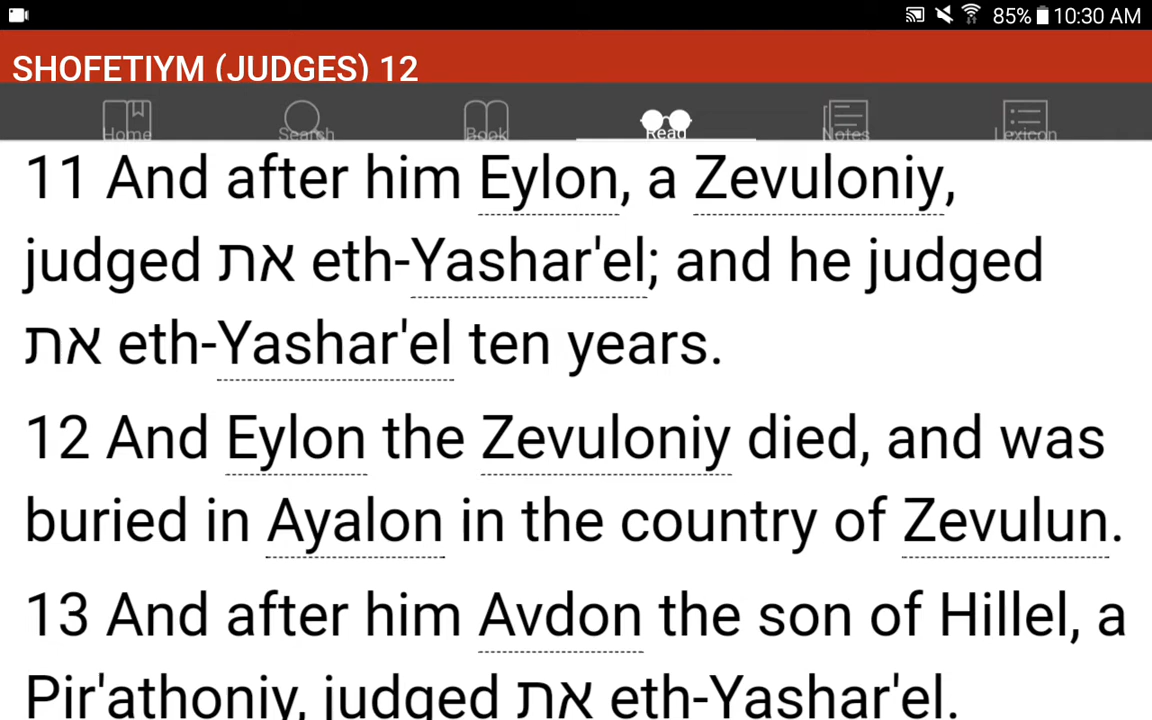 85% 10:30 AM
SHOFETIYM (JUDGES) 12
Home Search Book Read Notes Lexicon
11 And after him Eylon, a Zevuloniy,
judged את eth-Yashar'el; and he judged
את eth-Yashar'el ten years.
12 And Eylon the Zevuloniy died, and was
buried in Ayalon in the country of Zevulun.
13 And after him Avdon the son of Hillel, a
Pir'athoniy, judged את eth-Yashar'el.